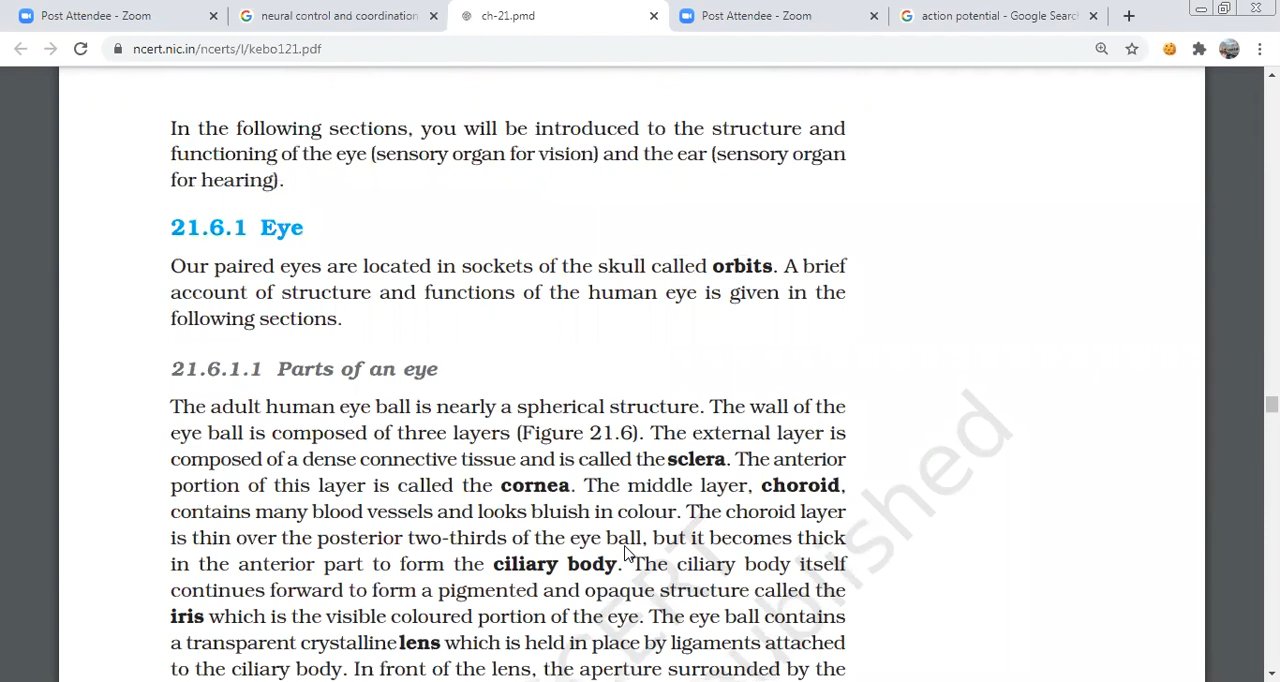 Post Attendee - Zoom
neural control and coordination
ch-21.pmd
Post Attendee - Zoom
action potential - Google Searc
ncert.nic.in/ncerts/l/kebo121.pdf
In the following sections, you will be introduced to the structure and
functioning of the eye (sensory organ for vision) and the ear (sensory organ
for hearing).
21.6.1 Eye
Our paired eyes are located in sockets of the skull called orbits. A brief
account of structure and functions of the human eye is given in the
following sections.
21.6.1.1 Parts of an eye
The adult human eye ball is nearly a spherical structure. The wall of the
eye ball is composed of three layers (Figure 21.6). The external layer is
composed of a dense connective tissue and is called the sclera. The anterior
portion of this layer is called the cornea. The middle layer, choroid,
contains many blood vessels and looks bluish in colour. The choroid layer
is thin over the posterior two-thirds of the eye ball, but it becomes thick
in the anterior part to form the ciliary body. The ciliary body itself
continues forward to form a pigmented and opaque structure called the
iris which is the visible coloured portion of the eye. The eye ball contains
a transparent crystalline lens which is held in place by ligaments attached
to the ciliary body. In front of the lens, the aperture surrounded by the
NCERT
ublished